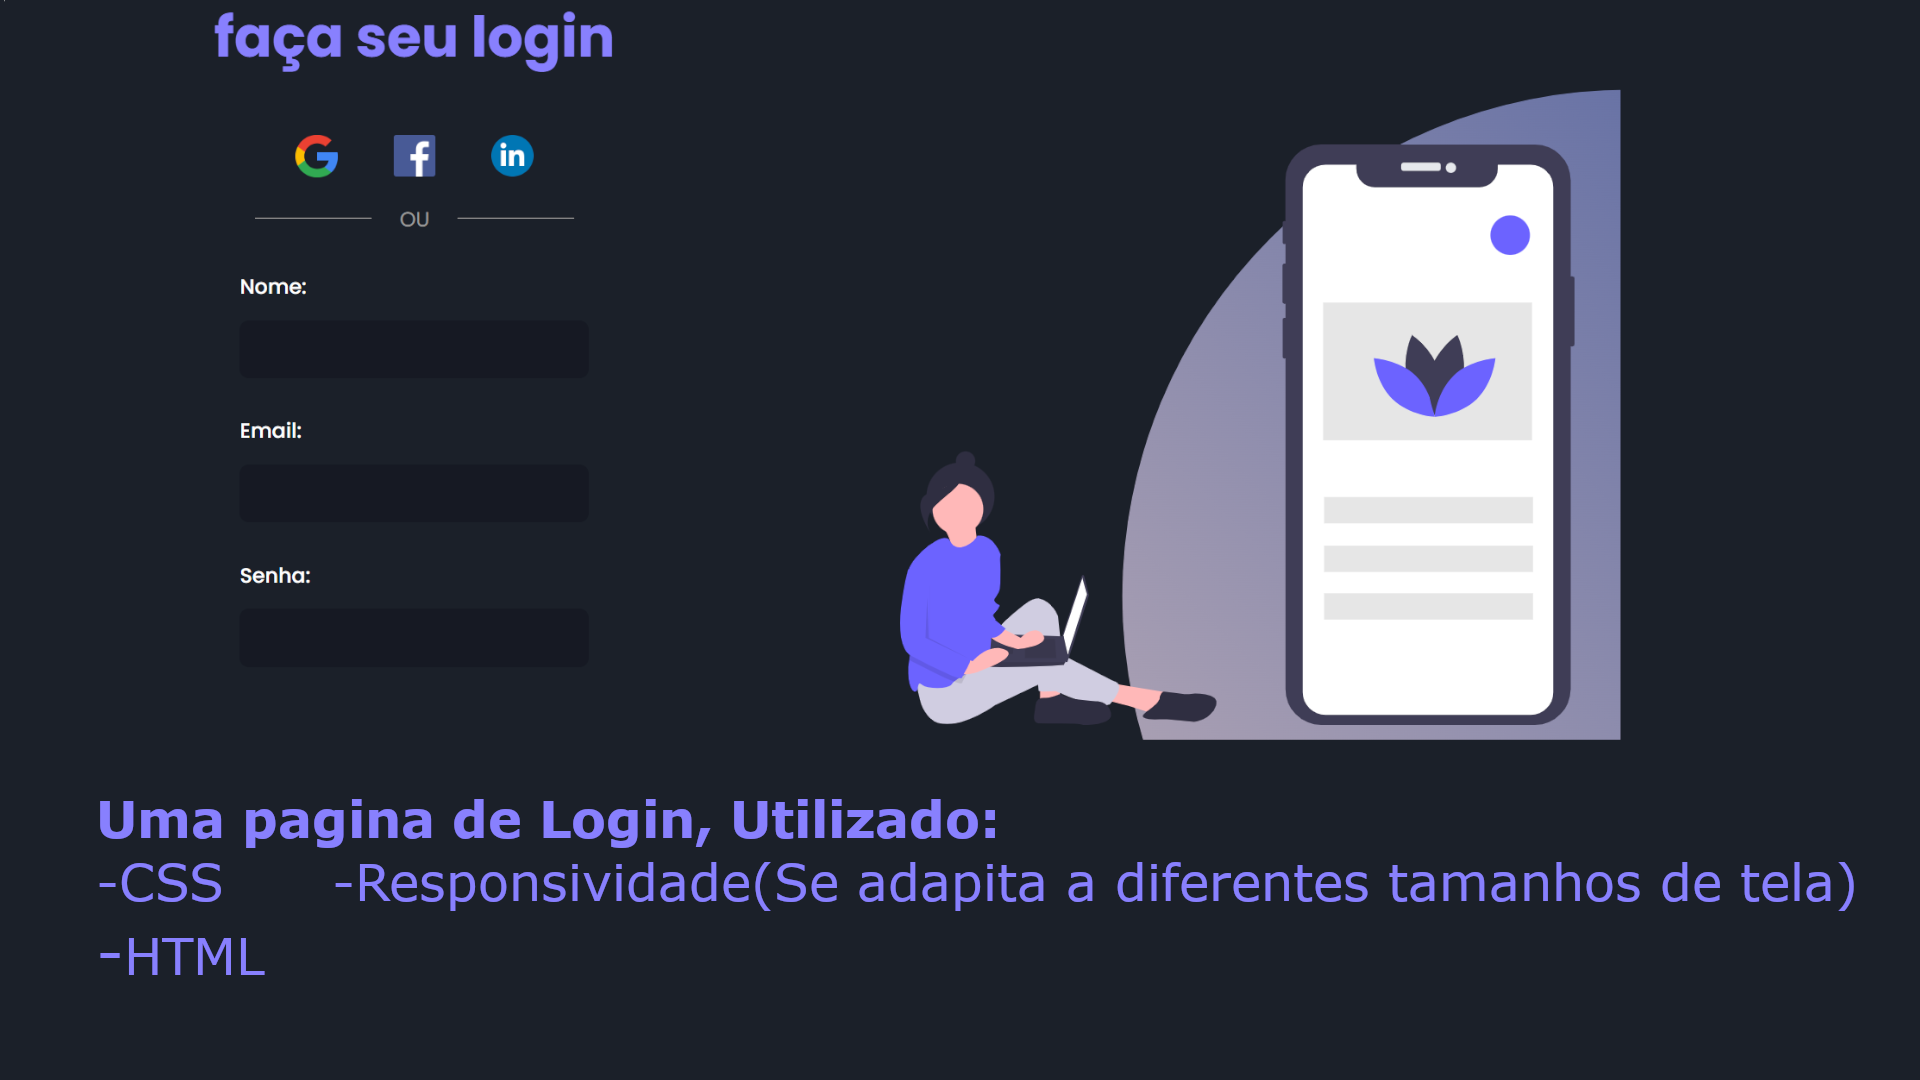 faça seu login
OU
Nome:
Email:
Senha:
Uma pagina de Login, Utilizado:
-CSS -Responsividade(Se adapita a diferentes tamanhos de tela)
-HTML